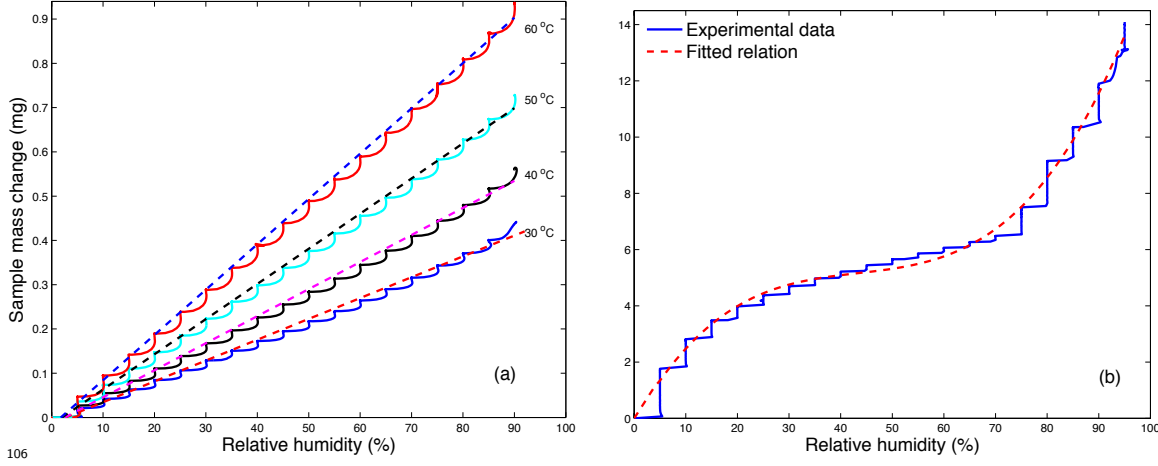 0.9
0.8
0.7
0.6
0.5
0.4
0.3
0.2
0.1
0
Sample mass change (mg)
60 °C
50 °C
40 °C
30 °C
(a)
0 10 20 30 40 50 60 70 80 90 100
Relative humidity (%)
14
12
10
8
6
4
2
0
Experimental data
Fitted relation
(b)
0 10 20 30 40 50 60 70 80 90 100
Relative humidity (%)
106